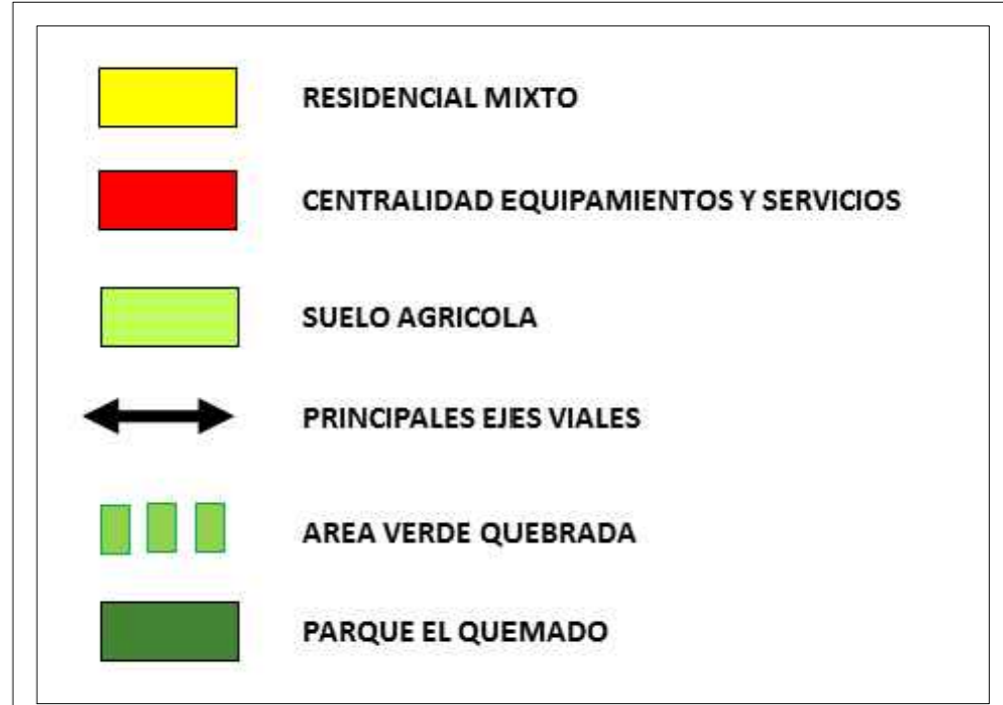 RESIDENCIAL MIXTO
CENTRALIDAD EQUIPAMIENTOS Y SERVICIOS
SUELO AGRICOLA
PRINCIPALES EJES VIALES
AREA VERDE QUEBRADA
PARQUE EL QUEMADO